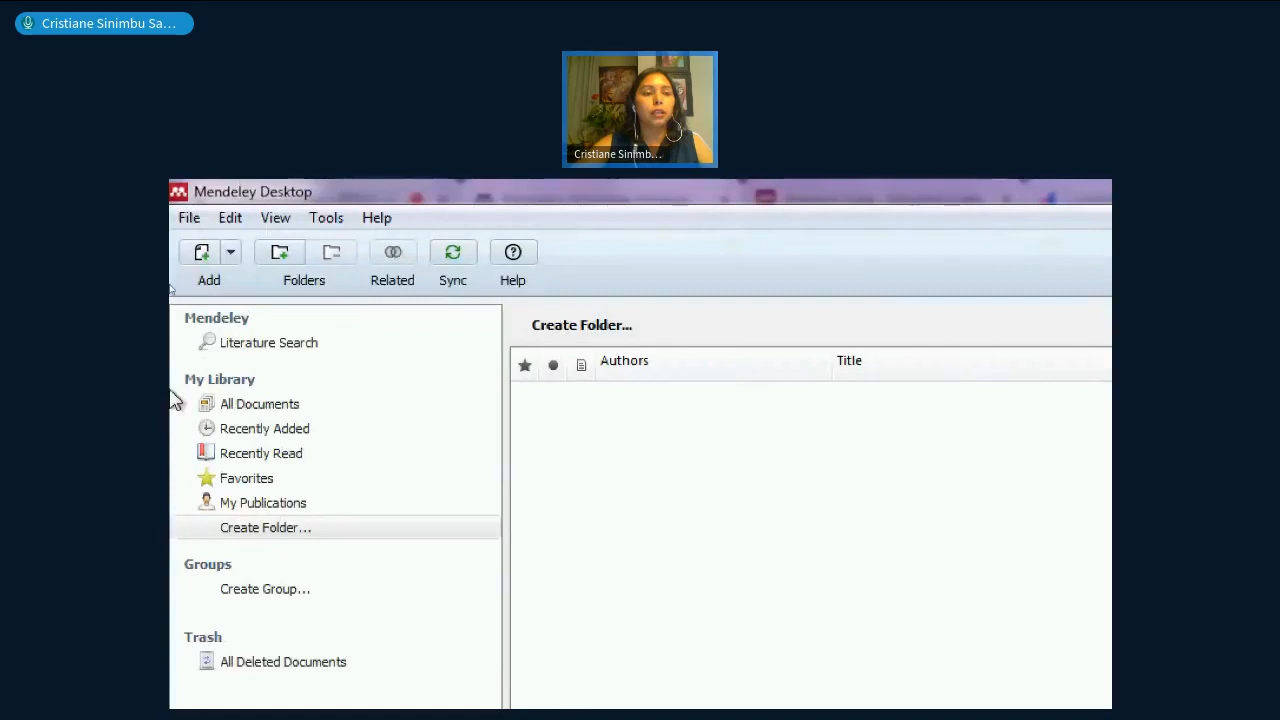 Cristiane Sinimbu Sa...
Cristiane Sinimb...
Mendeley Desktop
File Edit View Tools Help
Add Folders Related Sync Help
Mendeley
Literature Search
My Library
All Documents
Recently Added
Recently Read
Favorites
My Publications
Create Folder...
Groups
Create Group...
Trash
All Deleted Documents
Create Folder...
Authors Title